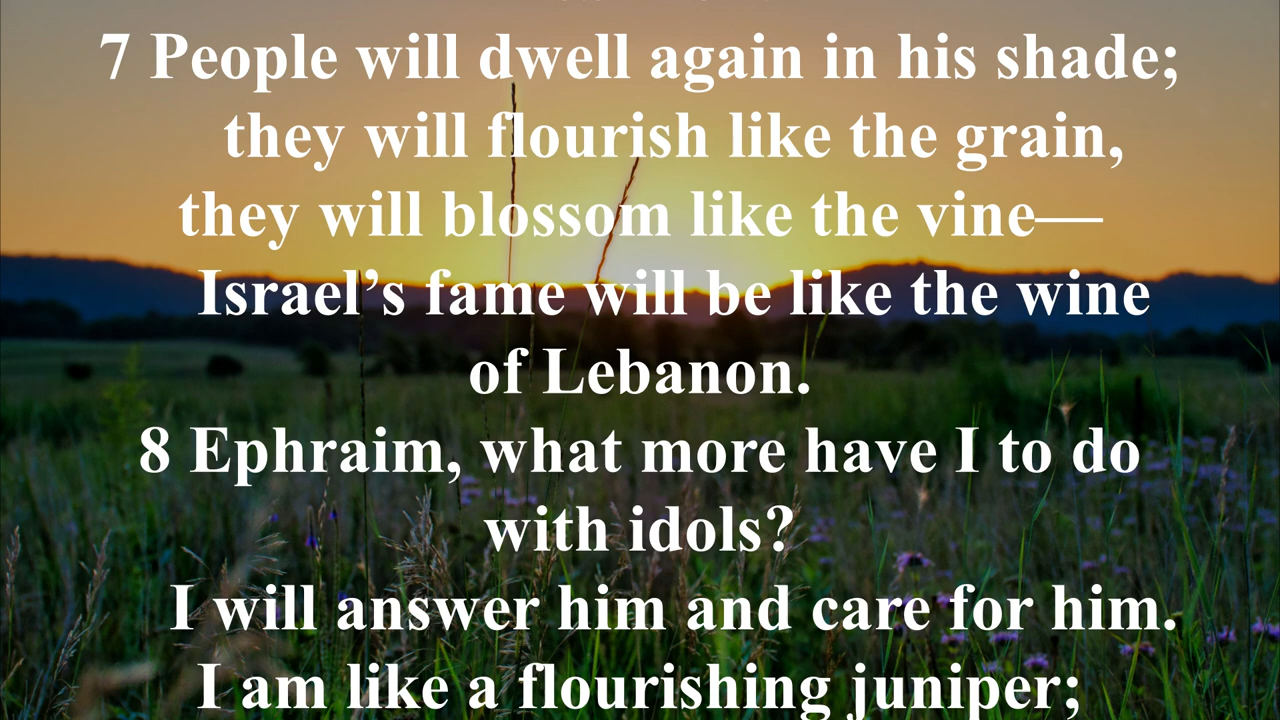 7 People will dwell again in his shade;
they will flourish like the grain,
they will blossom like the vine—
Israel’s fame will be like the wine
of Lebanon.
8 Ephraim, what more have I to do
with idols?
I will answer him and care for him.
I am like a flourishing juniper;